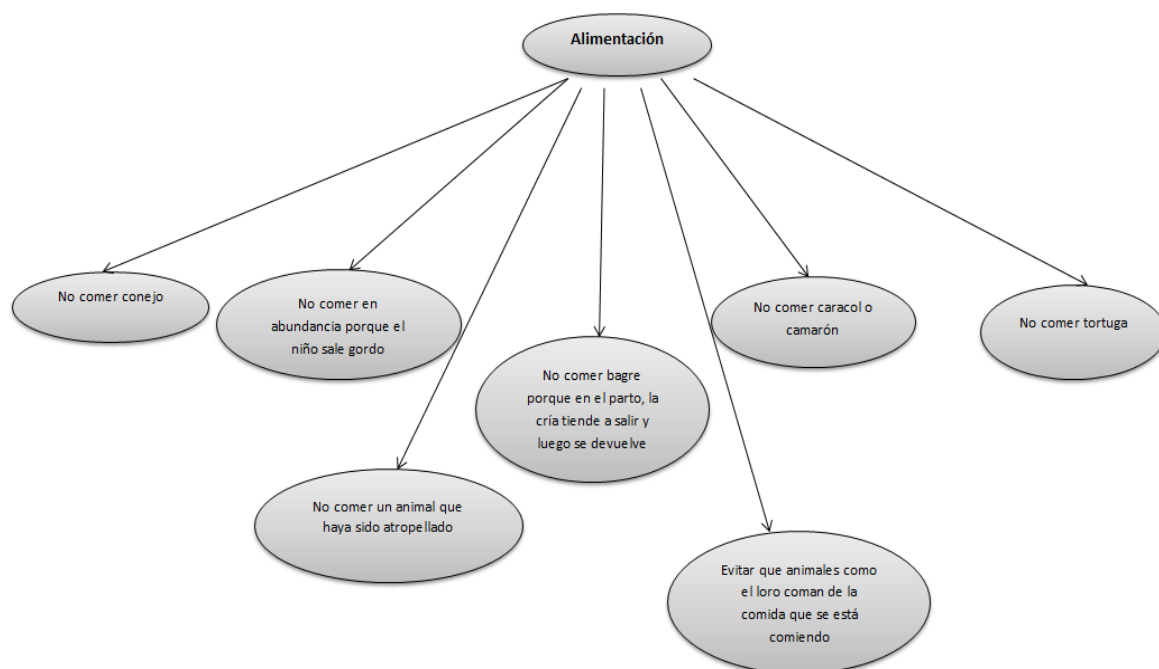 Alimentación
No comer conejo
No comer en
abundancia porque el
niño sale gordo
No comer un animal que
haya sido atropellado
No comer bagre
porque en el parto, la
cría tiende a salir y
luego se devuelve
Evitar que animales como
el loro coman de la
comida que se está
comiendo
No comer caracol o
camarón
No comer tortuga